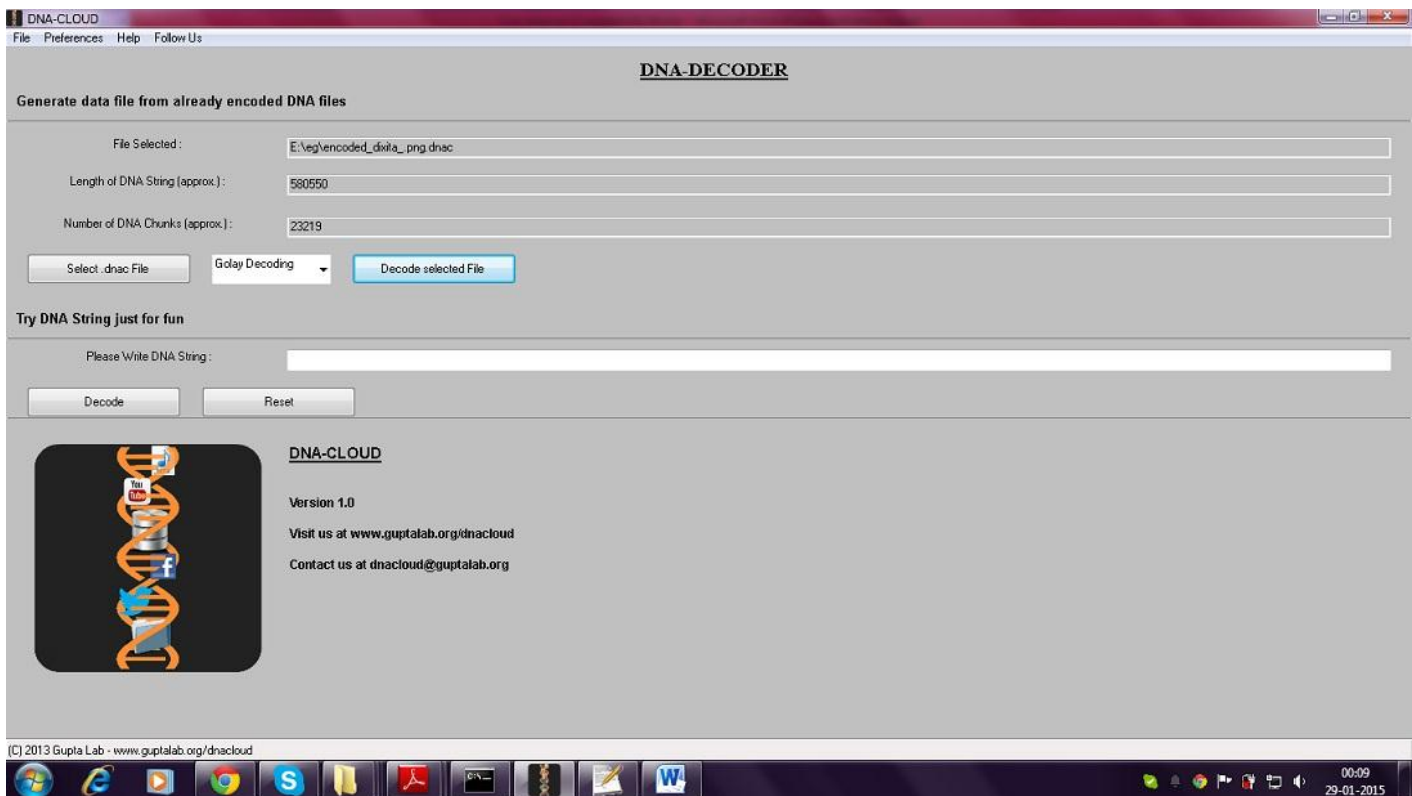 DNA-CLOUD
File Preferences Help Follow Us
DNA-DECODER
Generate data file from already encoded DNA files
File Selected : E:\eg\encoded_dixita_.png.dnac
Length of DNA String (approx.) : 580550
Number of DNA Chunks (approx.) : 23219
Select .dnac File Golay Decoding Decode selected File
Try DNA String just for fun
Please Write DNA String :
Decode Reset
You
Tube
DNA-CLOUD
Version 1.0
Visit us at www.guptalab.org/dnacloud
Contact us at dnacloud@guptalab.org
(C) 2013 Gupta Lab - www.guptalab.org/dnacloud
00:09
29-01-2015